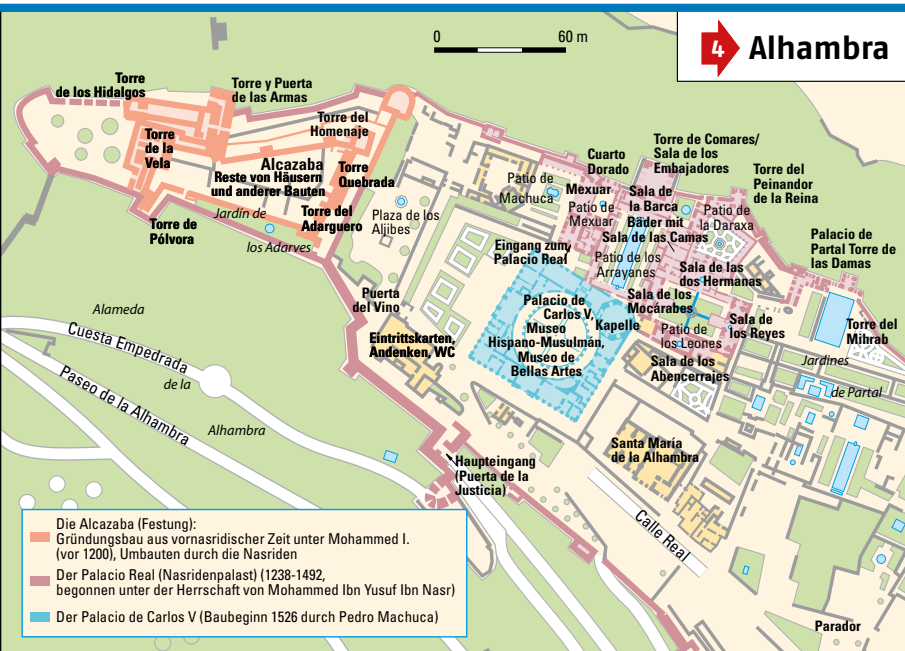 4 Alhambra
0 60 m
Torre
de los Hidalgos
Torre y Puerta
de las Armas
Torre del
Homenaje
Torre
de la
Vela
Alcazaba
Reste von Häusern
und anderer Bauten
Torre
Quebrada
Torre del
Adarguero
Torre de
Pólvora
Jardín de
los Adarves
Plaza de los
Aljibes
Patio de
Machuca
Cuarto
Dorado
Mexuar
Patio de
Mexuar
Torre de Comares/
Sala de los
Embajadores
Sala de
la Barca
Bäder mit
Sala de las Camas
Patio de
la Daraxa
Torre del
Peinandor
de la Reina
Palacio de
Partal Torre de
las Damas
Eingang zum
Palacio Real
Patio de los
Arrayanes
Sala de las
dos Hermanas
Sala de los
Mocárabes
Sala de
los Reyes
Torre del
Mihrab
Puerta
del Vino
Palacio de
Carlos V,
Museo
Hispano-Musulmán,
Museo de
Bellas Artes
Kapelle
Patio de
los Leones
Sala de los
Abencerrajes
Jardines
de Partal
Eintrittskarten,
Andenken, WC
Alameda
de la
Alhambra
Cuesta Empedrada
Paseo de la Alhambra
Santa María
de la Alhambra
Haupteingang
(Puerta de la
Justicia)
Calle Real
Parador
Die Alcazaba (Festung):
Gründungsbau aus vornasridischer Zeit unter Mohammed I.
(vor 1200), Umbauten durch die Nasriden
Der Palacio Real (Nasridenpalast) (1238-1492,
begonnen unter der Herrschaft von Mohammed Ibn Yusuf Ibn Nasr)
Der Palacio de Carlos V (Baubeginn 1526 durch Pedro Machuca)